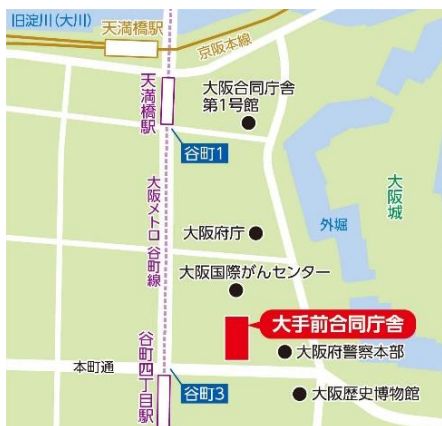 旧淀川(大川)
天満橋駅
京阪本線
天満橋駅
大阪合同庁舎
第1号館
谷町1
大阪メトロ 谷町線
大阪城
外堀
大阪府庁
大阪国際がんセンター
大手前合同庁舎
大阪府警察本部
谷町四丁目駅
本町通
谷町3
大阪歴史博物館